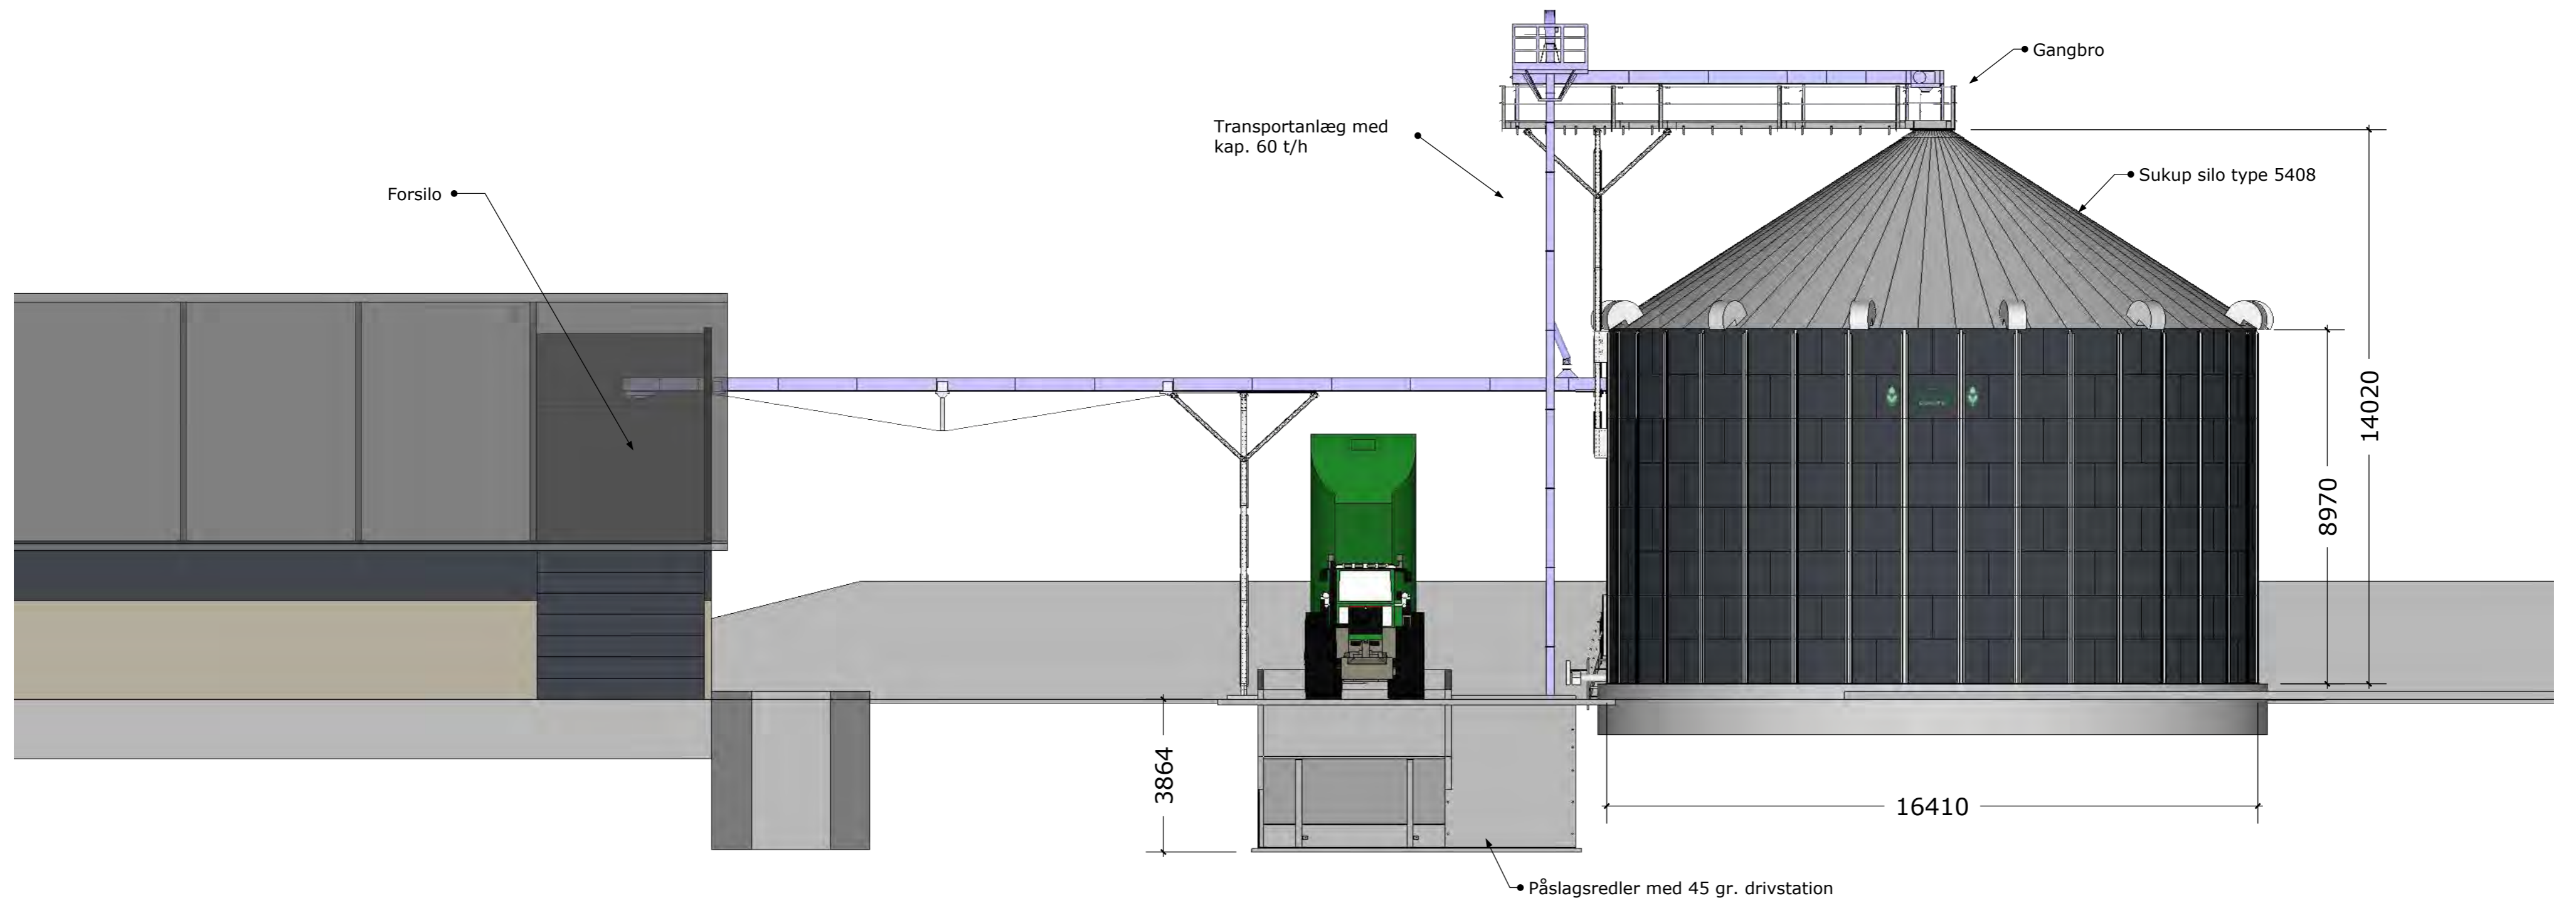 Gangbro
Transportanlæg med
kap. 60 t/h
Sukup silo type 5408
Forsilo
14020
8970
3864
16410
Påslagsredler med 45 gr. drivstation